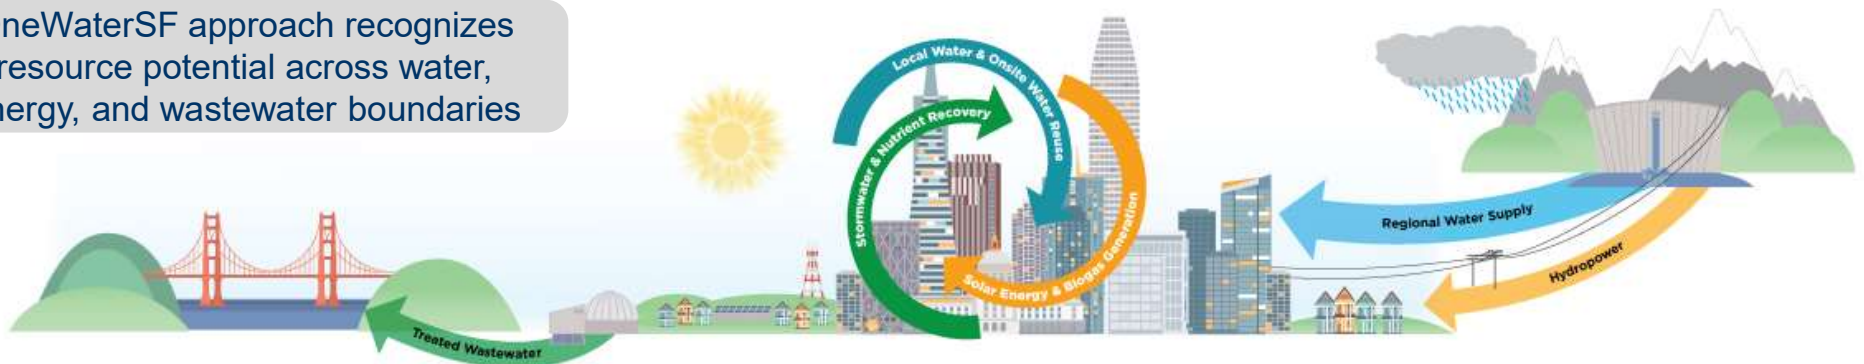 neWaterSF approach recognizes
resource potential across water,
nergy, and wastewater boundaries
Local Water & Onsite Water Reuse
Stormwater & Nutrient Recovery
Solar Energy & Biogas Generation
Regional Water Supply
Hydropower
Treated Wastewater